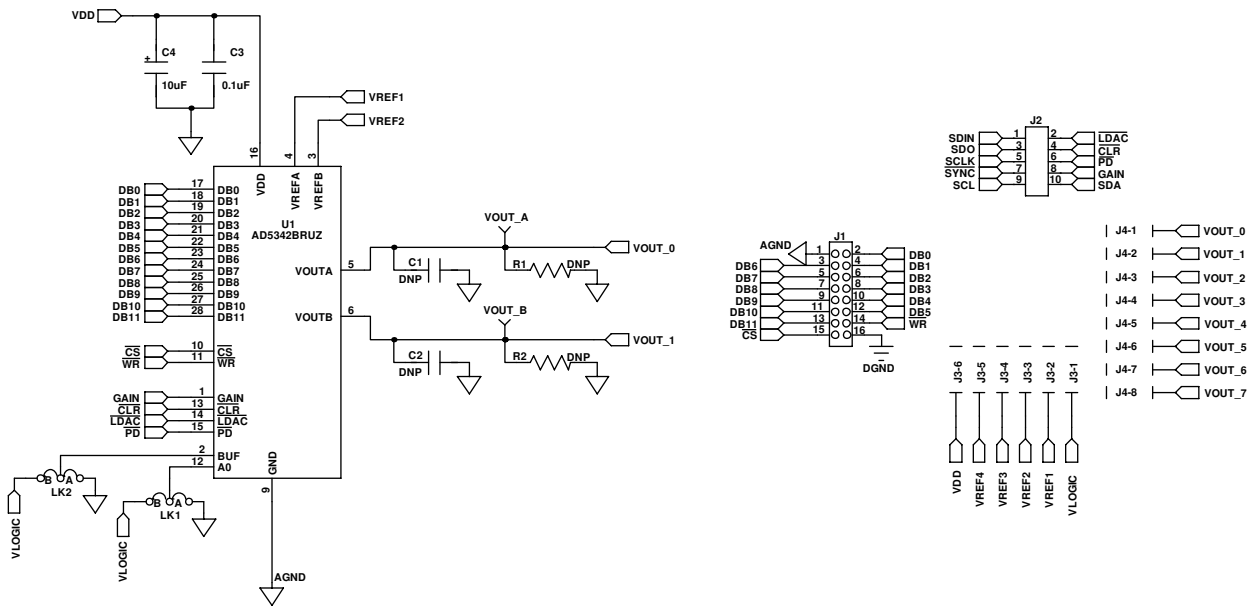 VDD
C4
+
10uF
C3
0.1uF
VREF1
VREF2
16
4
3
VDD
VREFA
VREFB
U1
AD5342BRUZ
DB0 17 DB0
DB1 18 DB1
DB2 19 DB2
DB3 20 DB3
DB4 21 DB4
DB5 22 DB5
DB6 23 DB6
DB7 24 DB7
DB8 25 DB8
DB9 26 DB9
DB10 27 DB10
DB11 28 DB11
CS 10 CS
WR 11 WR
GAIN 1 GAIN
CLR 13 CLR
LDAC 14 LDAC
PD 15 PD
2 BUF
12 A0
GND
9
AGND
B A
LK2
VLOGIC
B A
LK1
VLOGIC
VOUTA 5
VOUT_A
VOUT_0
C1
DNP
R1 DNP
VOUTB 6
VOUT_B
VOUT_1
C2
DNP
R2 DNP
J1
AGND 1 2 DB0
DB6 3 4 DB1
DB7 5 6 DB2
DB8 7 8 DB3
DB9 9 10 DB4
DB10 11 12 DB5
DB11 13 14 WR
CS 15 16
DGND
J2
SDIN 1 2 LDAC
SDO 3 4 CLR
SCLK 5 6 PD
SYNC 7 8 GAIN
SCL 9 10 SDA
J4-1 VOUT_0
J4-2 VOUT_1
J4-3 VOUT_2
J4-4 VOUT_3
J4-5 VOUT_4
J4-6 VOUT_5
J4-7 VOUT_6
J4-8 VOUT_7
J3-6 VDD
J3-5 VREF4
J3-4 VREF3
J3-3 VREF2
J3-2 VREF1
J3-1 VLOGIC